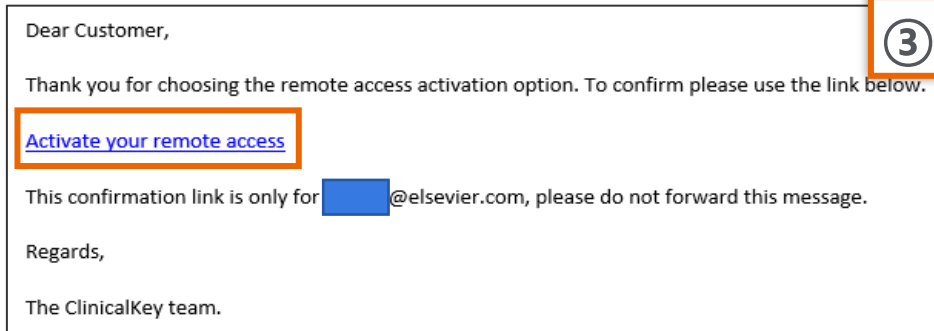 Dear Customer,
③
Thank you for choosing the remote access activation option. To confirm please use the link below.
Activate your remote access
This confirmation link is only for @elsevier.com, please do not forward this message.
Regards,
The ClinicalKey team.